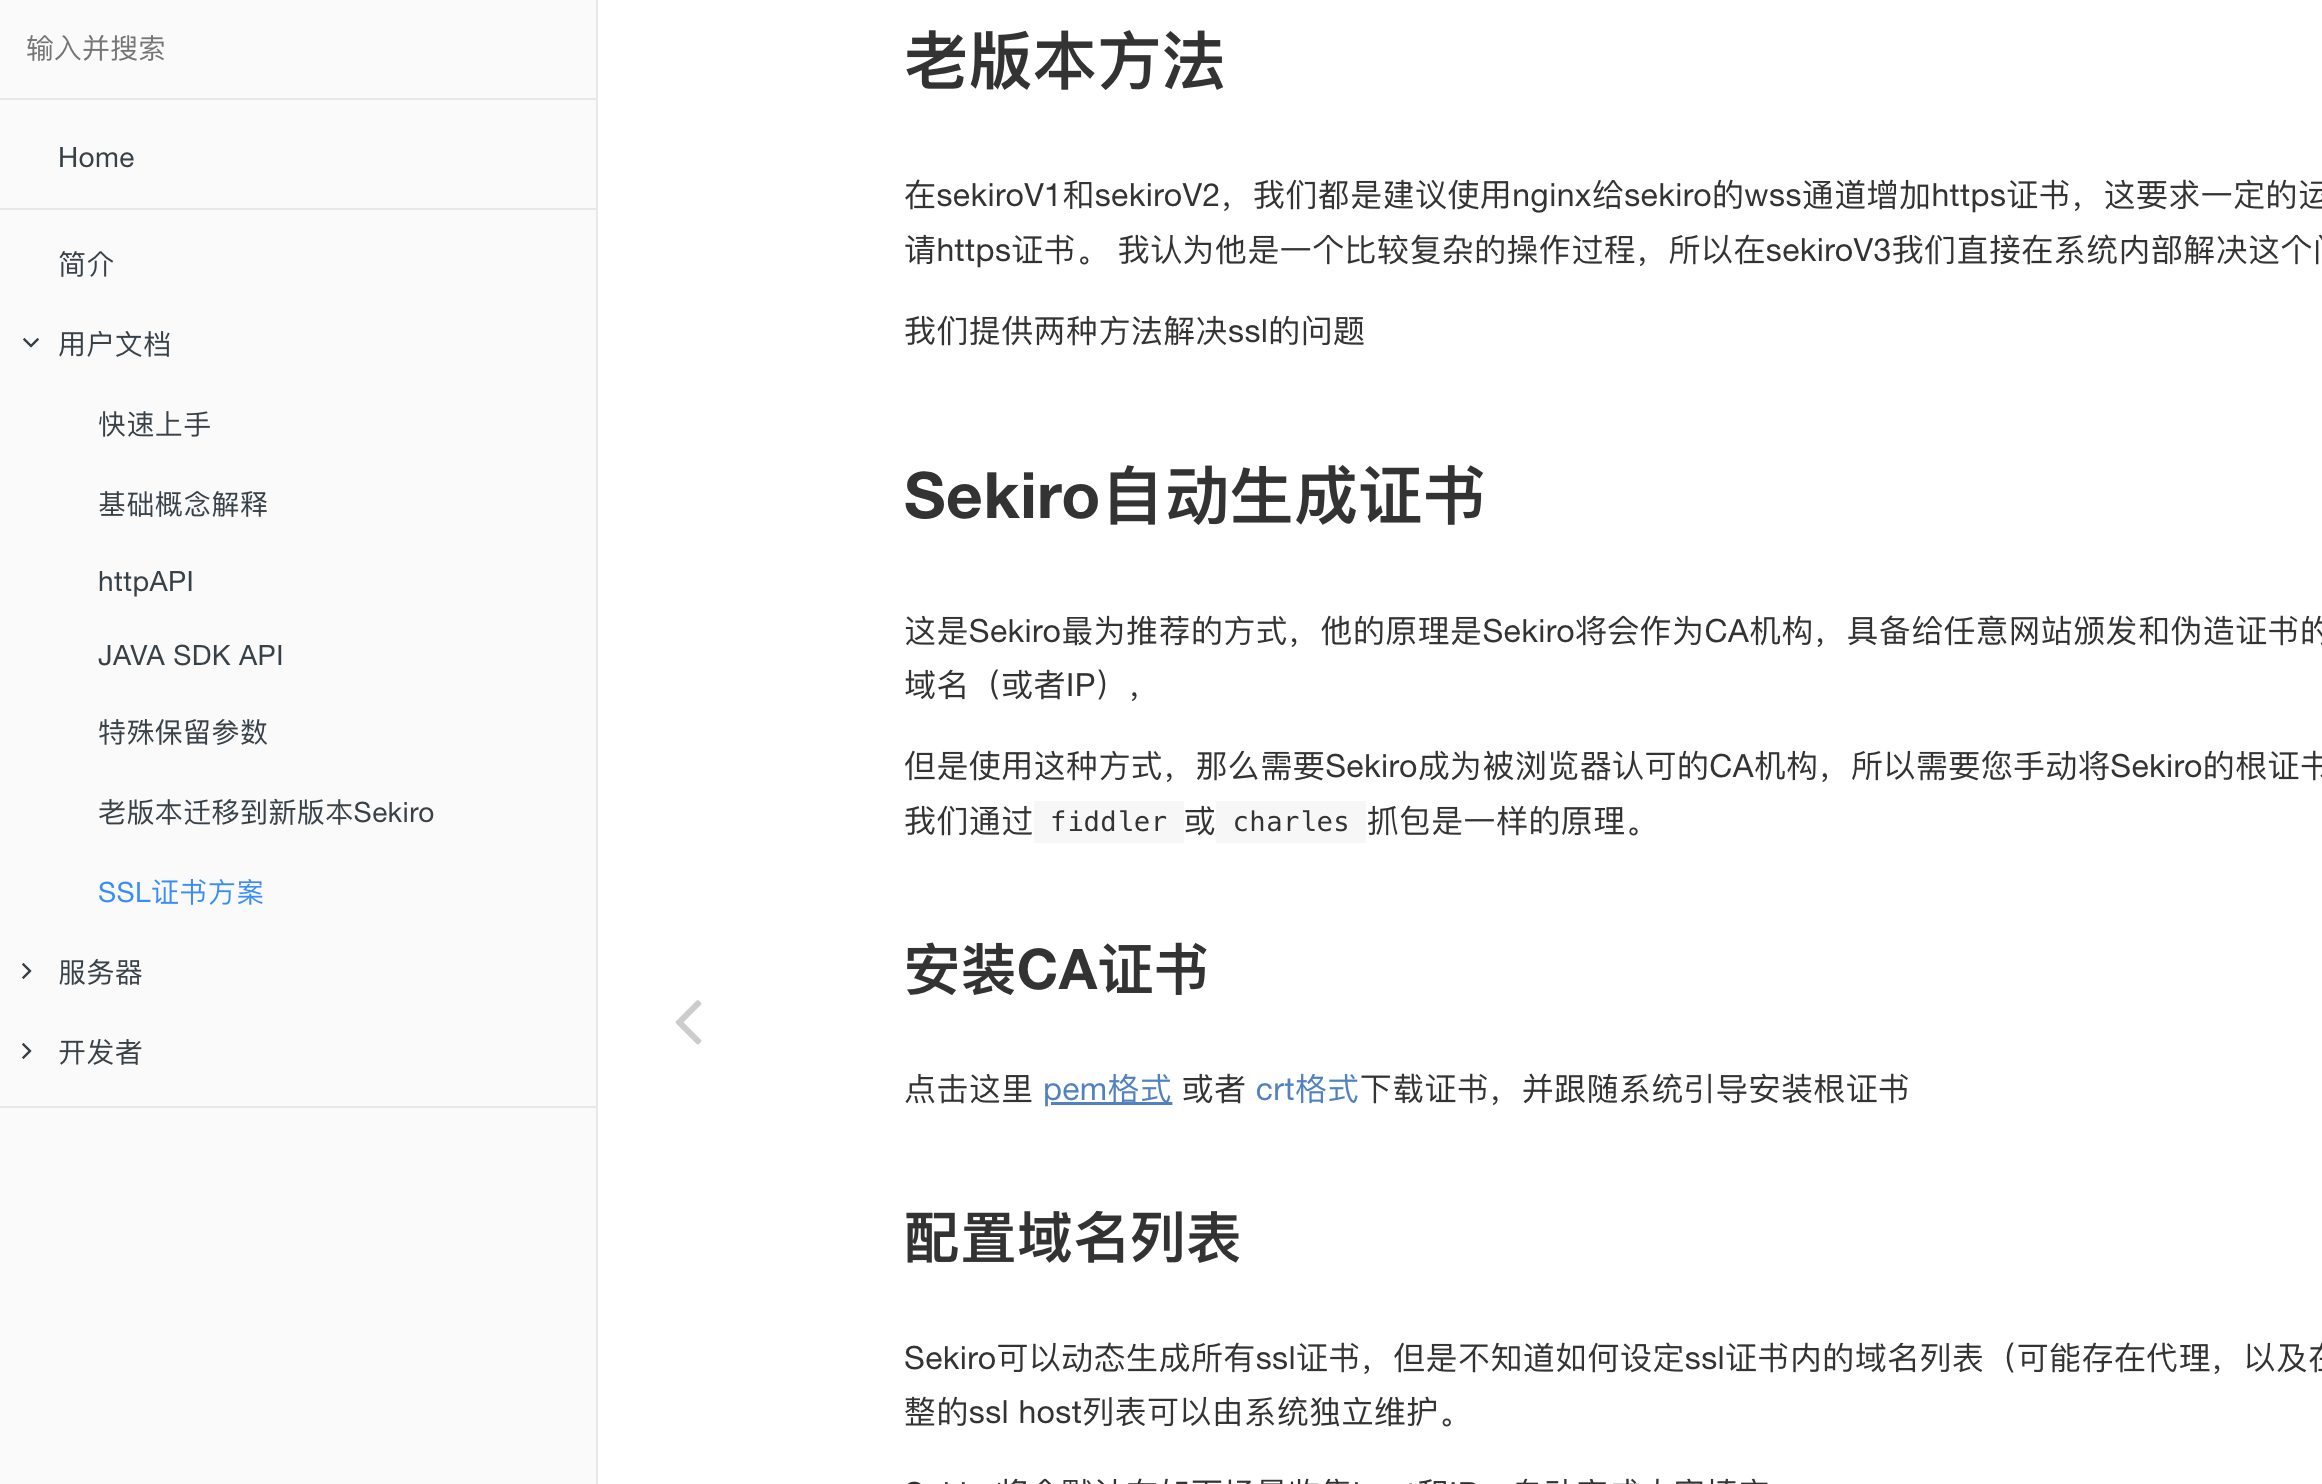 输入并搜索
Home
简介
用户文档
快速上手
基础概念解释
httpAPI
JAVA SDK API
特殊保留参数
老版本迁移到新版本Sekiro
SSL证书方案
服务器
开发者
老版本方法
在sekiroV1和sekiroV2，我们都是建议使用nginx给sekiro的wss通道增加https证书，这要求一定的运
请https证书。 我认为他是一个比较复杂的操作过程，所以在sekiroV3我们直接在系统内部解决这个
我们提供两种方法解决ssl的问题
Sekiro自动生成证书
这是Sekiro最为推荐的方式，他的原理是Sekiro将会作为CA机构，具备给任意网站颁发和伪造证书的
域名（或者IP）,
但是使用这种方式，那么需要Sekiro成为被浏览器认可的CA机构，所以需要您手动将Sekiro的根证书
我们通过 fiddler 或 charles 抓包是一样的原理。
安装CA证书
点击这里 pem格式 或者 crt格式下载证书，并跟随系统引导安装根证书
配置域名列表
Sekiro可以动态生成所有ssl证书，但是不知道如何设定ssl证书内的域名列表（可能存在代理，以及在
整的ssl host列表可以由系统独立维护。